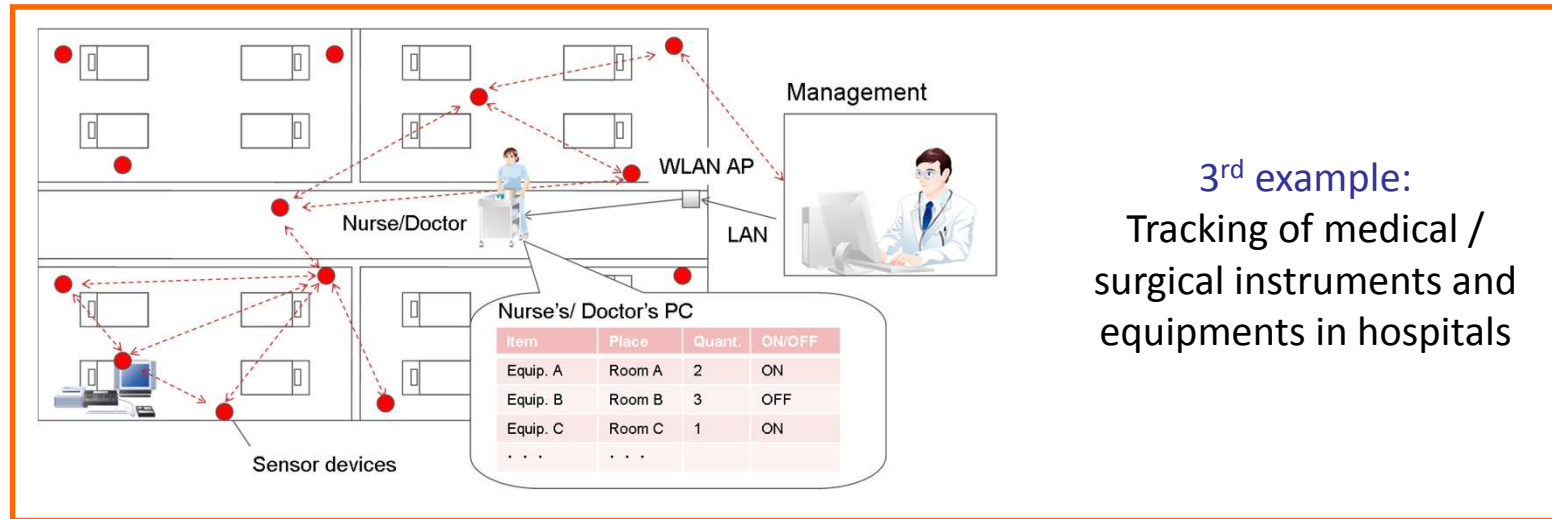 Management
WLAN AP
Nurse/Doctor
LAN
Nurse's/ Doctor's PC
Item Place Quant. ON/OFF
Equip. A Room A 2 ON
Equip. B Room B 3 OFF
Equip. C Room C 1 ON
・・・ ・・・
Sensor devices
3rd example:
Tracking of medical /
surgical instruments and
equipments in hospitals